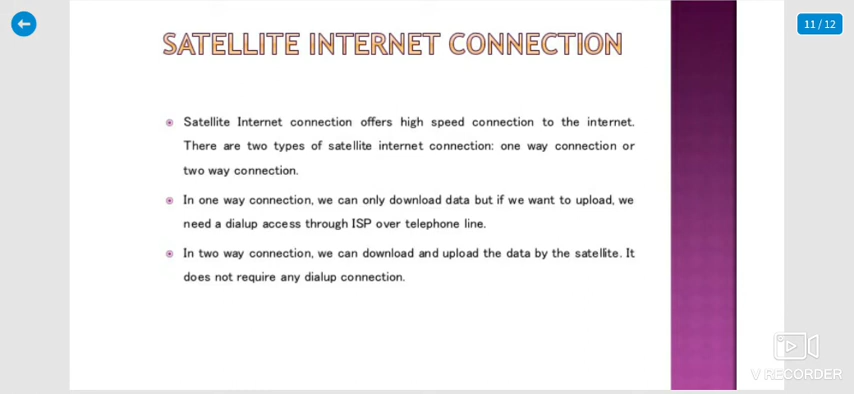 11 / 12
SATELLITE INTERNET CONNECTION
Satellite Internet connection offers high speed connection to the internet.
There are two types of satellite internet connection: one way connection or
two way connection.
In one way connection, we can only download data but if we want to upload, we
need a dialup access through ISP over telephone line.
In two way connection, we can download and upload the data by the satellite. It
does not require any dialup connection.
V RECORDER